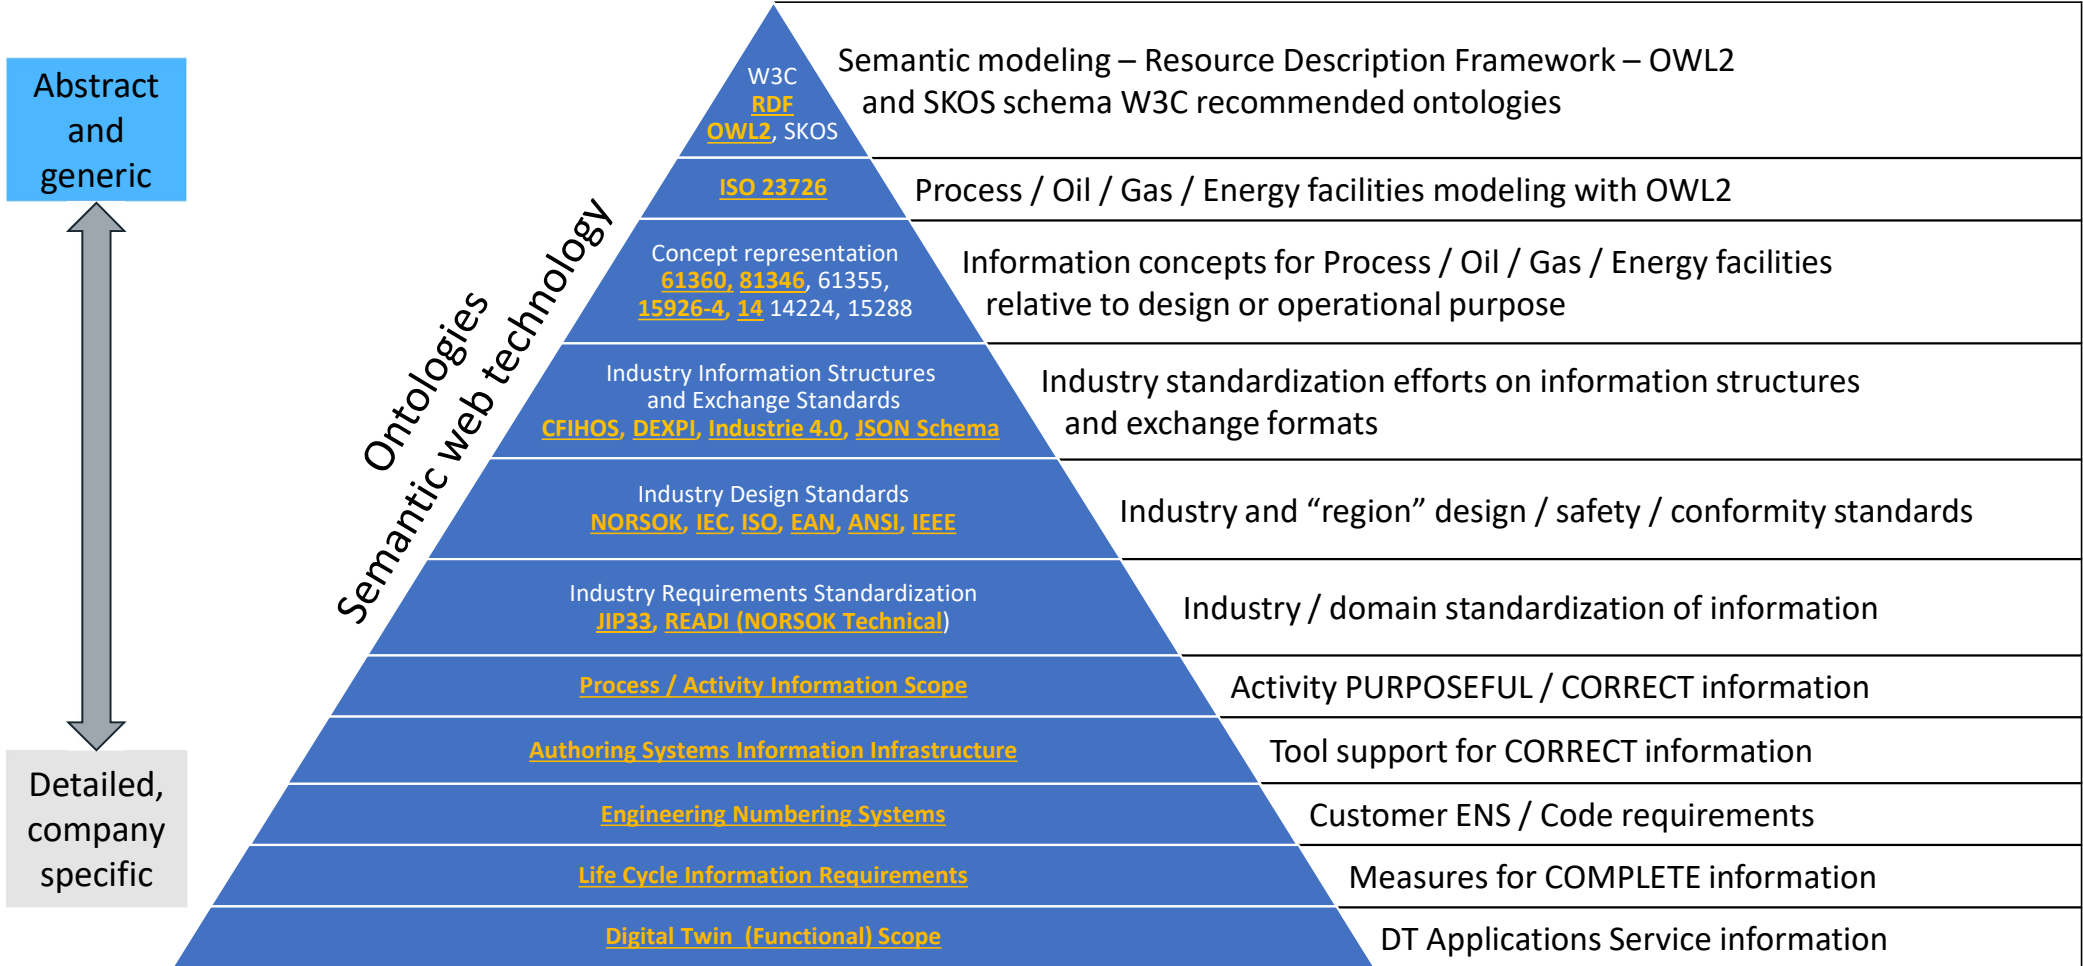 Abstract
and
generic
Detailed,
company
specific
Ontologies
Semantic web technology
W3C
RDF
OWL2, SKOS
Semantic modeling – Resource Description Framework – OWL2
and SKOS schema W3C recommended ontologies
ISO 23726
Process / Oil / Gas / Energy facilities modeling with OWL2
Concept representation
61360, 81346, 61355,
15926-4, 14 14224, 15288
Information concepts for Process / Oil / Gas / Energy facilities
relative to design or operational purpose
Industry Information Structures
and Exchange Standards
CFIHOS, DEXPI, Industrie 4.0, JSON Schema
Industry standardization efforts on information structures
and exchange formats
Industry Design Standards
NORSOK, IEC, ISO, EAN, ANSI, IEEE
Industry and “region” design / safety / conformity standards
Industry Requirements Standardization
JIP33, READI (NORSOK Technical)
Industry / domain standardization of information
Process / Activity Information Scope
Activity PURPOSEFUL / CORRECT information
Authoring Systems Information Infrastructure
Tool support for CORRECT information
Engineering Numbering Systems
Customer ENS / Code requirements
Life Cycle Information Requirements
Measures for COMPLETE information
Digital Twin (Functional) Scope
DT Applications Service information